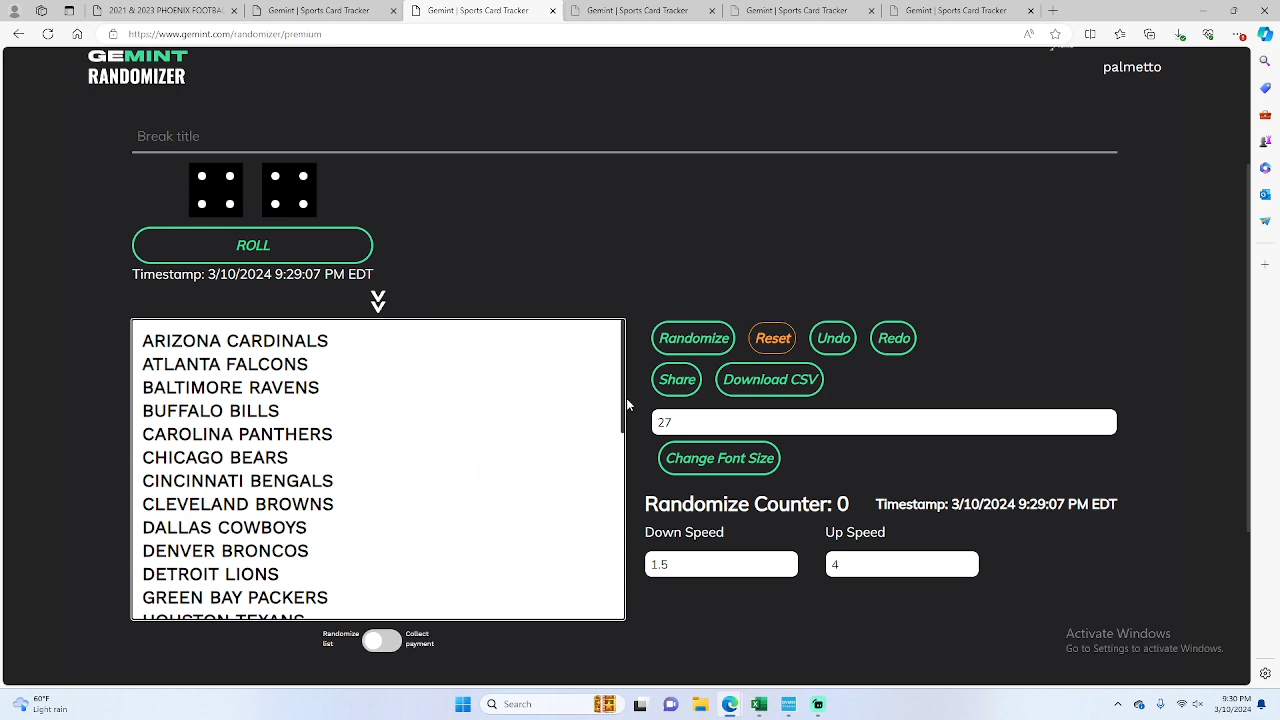 2021 & 2023 PHOENIX FOOTBAL
Gemint | Sports Card Tracker
Gemint | Sports Card Tracker
Gemint | Sports Card Tracker
Gemint | Sports Card Tracker
Gemint | Sports Card Tracker
https://www.gemint.com/randomizer/premium
GEMINT
RANDOMIZER
palmetto
Break title
ROLL
Timestamp: 3/10/2024 9:29:07 PM EDT
ARIZONA CARDINALS
ATLANTA FALCONS
BALTIMORE RAVENS
BUFFALO BILLS
CAROLINA PANTHERS
CHICAGO BEARS
CINCINNATI BENGALS
CLEVELAND BROWNS
DALLAS COWBOYS
DENVER BRONCOS
DETROIT LIONS
GREEN BAY PACKERS
HOUSTON TEXANS
Randomize Reset Undo Redo
Share Download CSV
27
Change Font Size
Randomize Counter: 0 Timestamp: 3/10/2024 9:29:07 PM EDT
Down Speed Up Speed
1.5 4
Randomize list
Collect payment
Activate Windows
Go to Settings to activate Windows.
60°F
Light rain
Search
9:30 PM
3/10/2024